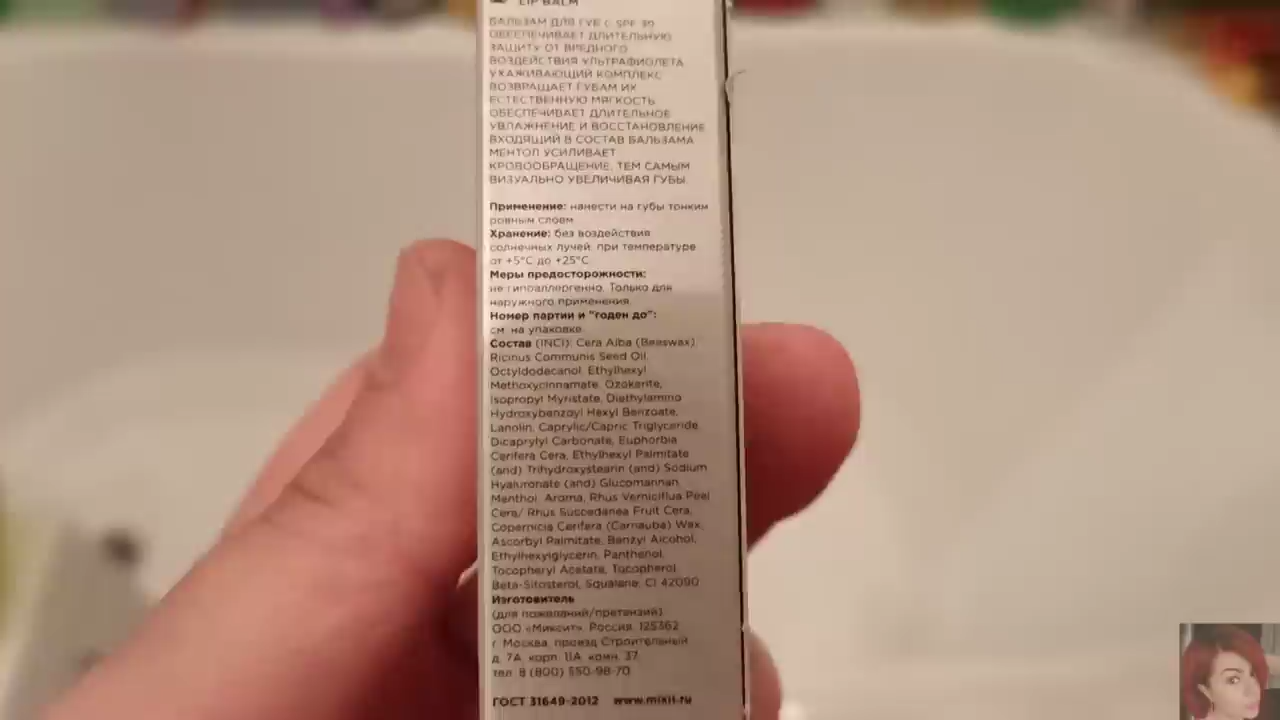 LIP BALM
БАЛЬЗАМ ДЛЯ ГУБ С SPF 30
ОБЕСПЕЧИВАЕТ ДЛИТЕЛЬНУЮ
ЗАЩИТУ ОТ ВРЕДНОГО
ВОЗДЕЙСТВИЯ УЛЬТРАФИОЛЕТА
УХАЖИВАЮЩИЙ КОМПЛЕКС
ВОЗВРАЩАЕТ ГУБАМ ИХ
ЕСТЕСТВЕННУЮ МЯГКОСТЬ
ОБЕСПЕЧИВАЕТ ДЛИТЕЛЬНОЕ
УВЛАЖНЕНИЕ И ВОССТАНОВЛЕНИЕ
ВХОДЯЩИЙ В СОСТАВ БАЛЬЗАМА
МЕНТОЛ УСИЛИВАЕТ
КРОВООБРАЩЕНИЕ, ТЕМ САМЫМ
ВИЗУАЛЬНО УВЕЛИЧИВАЯ ГУБЫ.
Применение: нанести на губы тонким
ровным слоем
Хранение: без воздействия
солнечных лучей, при температуре
от +5°C до +25°C
Меры предосторожности:
не гипоаллергенно. Только для
наружного применения.
Номер партии и "годен до":
см. на упаковке.
Состав (INCI): Cera Alba (Beeswax),
Ricinus Communis Seed Oil,
Octyldodecanol, Ethylhexyl
Methoxycinnamate, Ozokerite,
Isopropyl Myristate, Diethylamino
Hydroxybenzoyl Hexyl Benzoate,
Lanolin, Caprylic/Capric Triglyceride,
Dicaprylyl Carbonate, Euphorbia
Cerifera Cera, Ethylhexyl Palmitate
(and) Trihydroxystearin (and) Sodium
Hyaluronate (and) Glucomannan,
Menthol, Aroma, Rhus Verniciflua Peel
Cera/ Rhus Succedanea Fruit Cera,
Copernicia Cerifera (Carnauba) Wax,
Ascorbyl Palmitate, Benzyl Alcohol,
Ethylhexylglycerin, Panthenol,
Tocopheryl Acetate, Tocopherol,
Beta-Sitosterol, Squalene, CI 42090
Изготовитель
(для пожеланий/претензий):
ООО «Миксит», Россия, 125362
г. Москва, проезд Строительный
д. 7А, корп. 11А, комн. 37
тел. 8 (800) 550-98-70
ГОСТ 31649-2012 www.mixit.ru